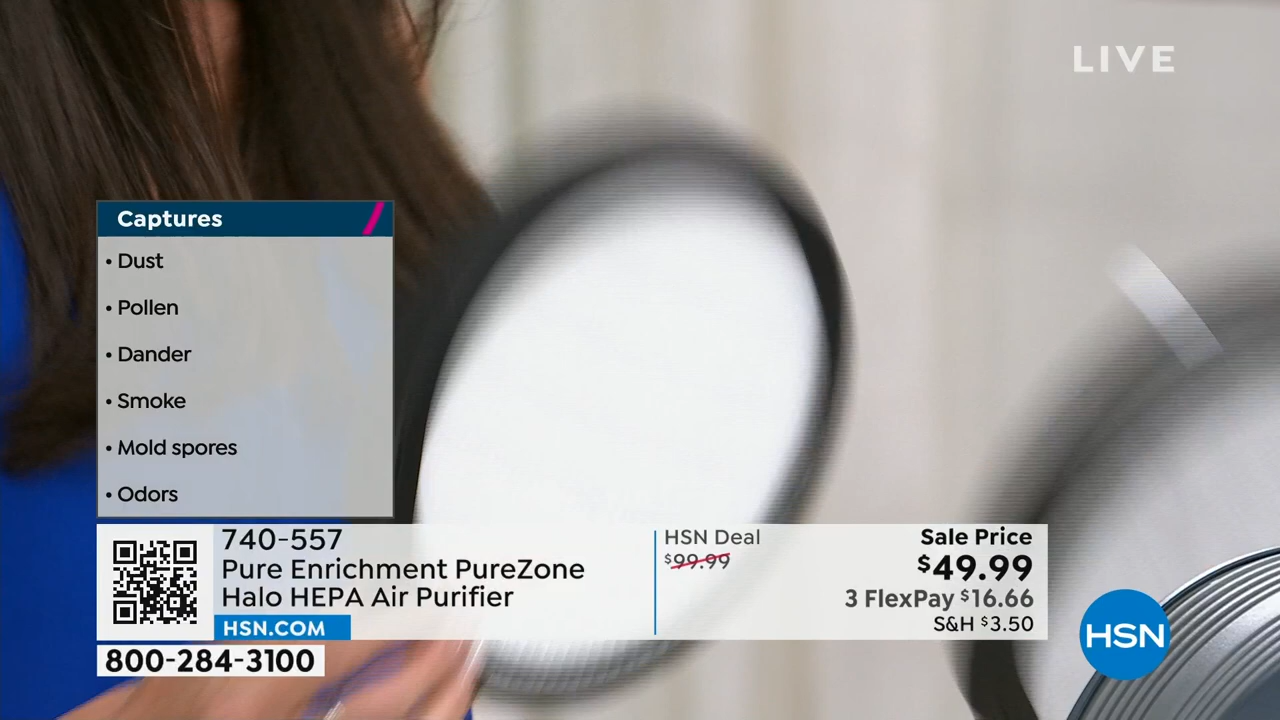 LIVE
Captures
• Dust
• Pollen
• Dander
• Smoke
• Mold spores
• Odors
740-557
Pure Enrichment PureZone
Halo HEPA Air Purifier
HSN.COM
800-284-3100
HSN Deal
$99.99
Sale Price
$49.99
3 FlexPay $16.66
S&H $3.50
HSN